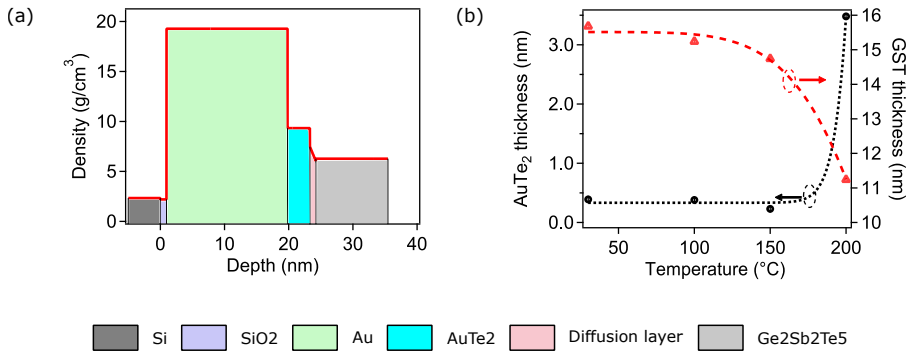 (a)
20
15
10
5
0
Density (g/cm3)
0
10
20
30
40
Depth (nm)
(b)
3.0
2.0
1.0
0.0
AuTe2 thickness (nm)
50
100
150
200
Temperature (°C)
16
15
14
13
12
11
10
GST thickness
(nm)
Si
SiO2
Au
AuTe2
Diffusion layer
Ge2Sb2Te5